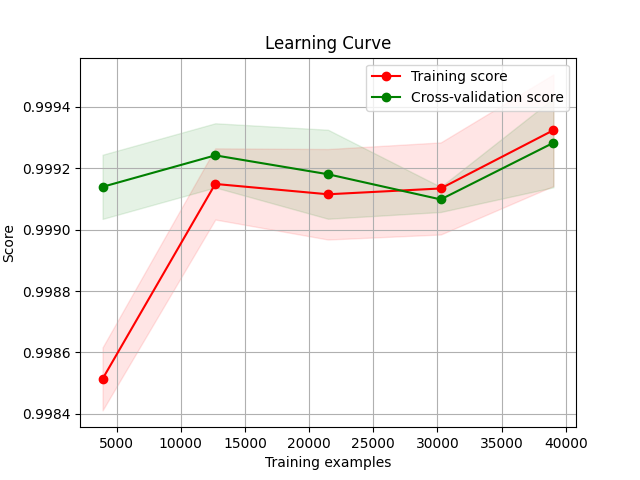 Learning Curve
Training score
Cross-validation score
0.9994
0.9992
0.9990
0.9988
0.9986
0.9984
Score
5000 10000 15000 20000 25000 30000 35000 40000
Training examples